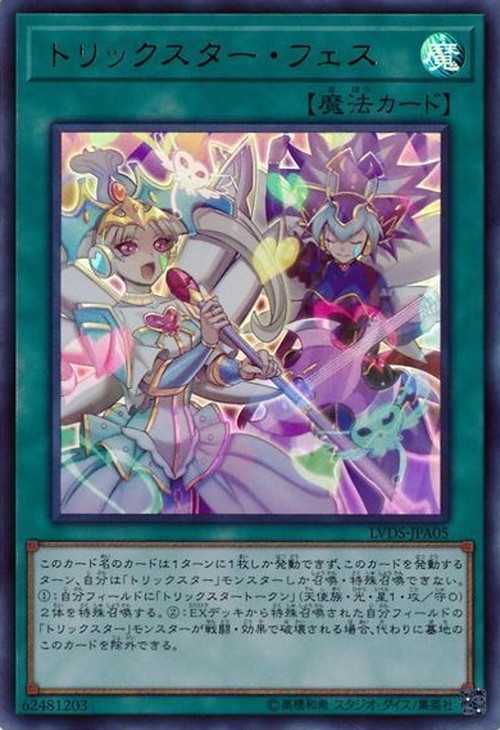 トリックスター・フェス
魔
【魔法カード】
LVDS-JPA05
このカード名のカードは1ターンに1枚しか発動できず、このカードを発動する
ターン、自分は「トリックスター」モンスターしか召喚・特殊召喚できない。
①:自分フィールドに「トリックスタートークン」(天使族・光・星1・攻/守0)
2体を特殊召喚する。②:EXデッキから特殊召喚された自分フィールドの
「トリックスター」モンスターが戦闘・効果で破壊される場合、代わりに墓地の
このカードを除外できる。
62481203
©高橋和希 スタジオ・ダイス/集英社